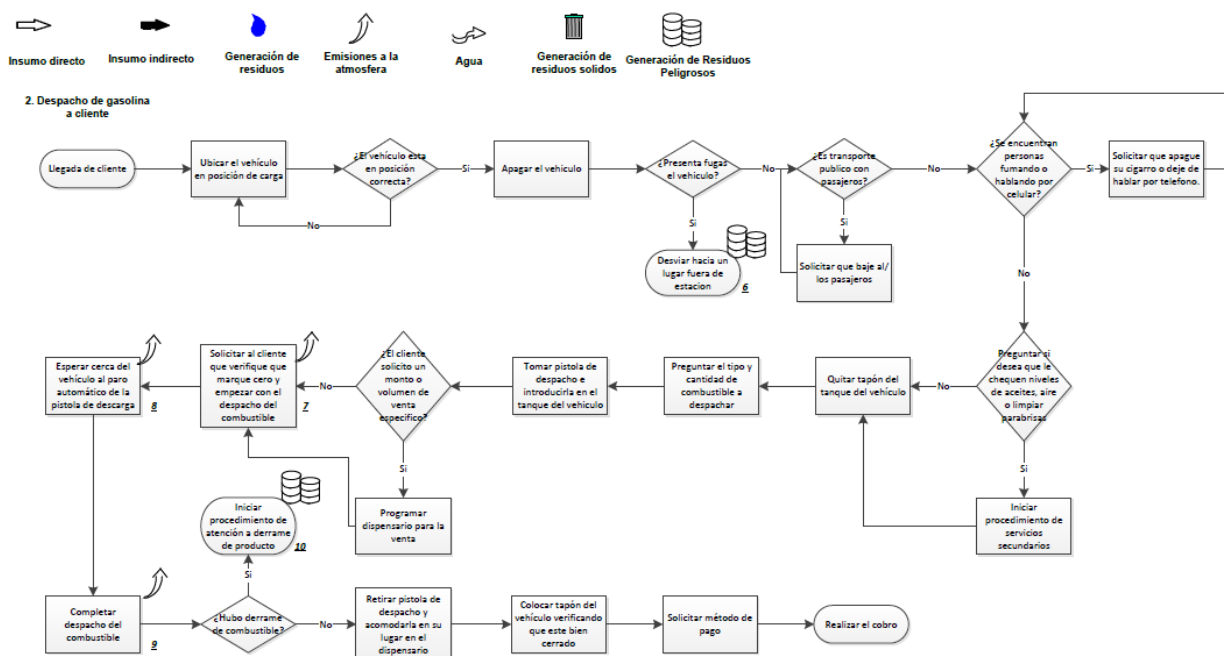 Insumo directo
Insumo indirecto
Generación de
residuos
Emisiones a la
atmosfera
Agua
Generación de
residuos solidos
Generación de Residuos
Peligrosos
2. Despacho de gasolina
a cliente
Llegada de cliente
Ubicar el vehículo
en posición de carga
¿El vehículo esta
en posición
correcta?
Si
No
Apagar el vehiculo
¿Presenta fugas
el vehiculo?
No
Si
Desviar hacia un
lugar fuera de
estacion
6
¿Es transporte
publico con
pasajeros?
No
Si
Solicitar que baje al/
los pasajeros
¿Se encuentran
personas
fumando o
hablando por
celular?
Si
Solicitar que apague
su cigarro o deje de
hablar por telefono.
No
Preguntar si
desea que le
chequen niveles
de aceites, aire
o limpiar
parabrisas
No
Si
Iniciar
procedimiento de
servicios
secundarios
Quitar tapón del
tanque del vehículo
Preguntar el tipo y
cantidad de
combustible a
despachar
Tomar pistola de
despacho e
introducirla en el
tanque del vehiculo
¿El cliente
solicito un
monto o
volumen de
venta
especifico?
No
Si
Programar
dispensario para la
venta
Solicitar al cliente
que verifique que
marque cero y
empezar con el
despacho del
combustible
7
Esperar cerca del
vehículo al paro
automático de la
pistola de descarga
8
Completar
despacho del
combustible
9
¿Hubo derrame
de combustible?
Si
Iniciar
procedimiento de
atención a derrame
de producto
10
No
Retirar pistola de
despacho y
acomodarla en su
lugar en el
dispensario
Colocar tapón del
vehículo verificando
que este bien
cerrado
Solicitar método de
pago
Realizar el cobro